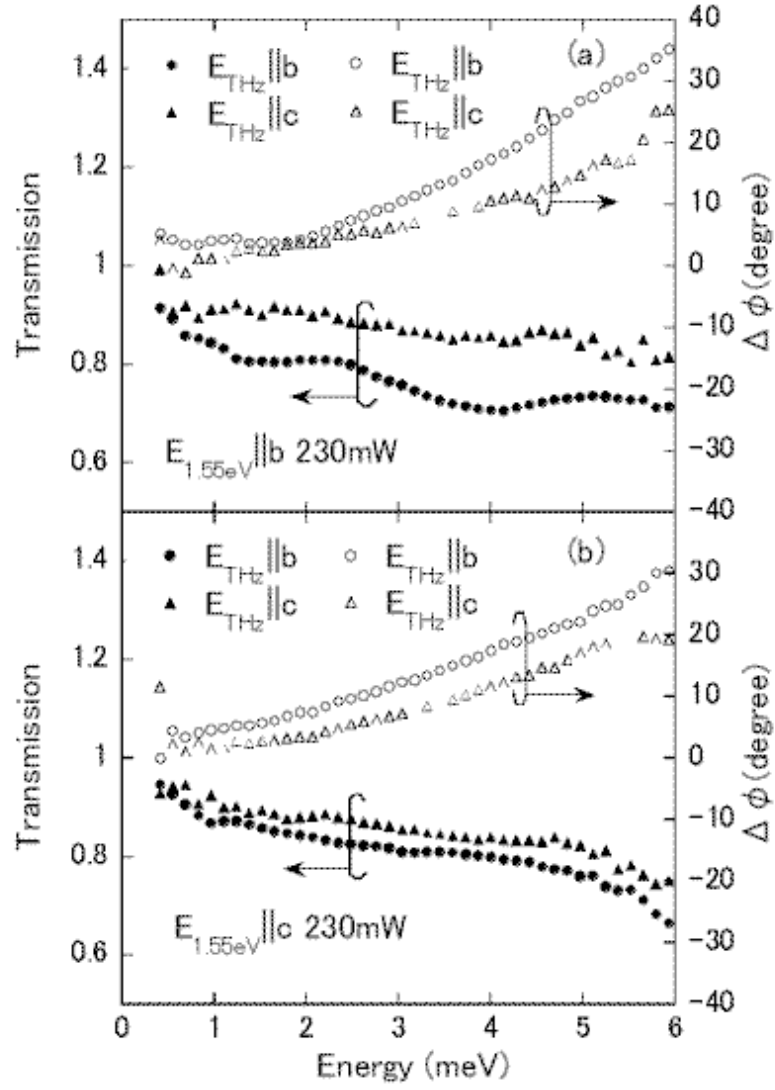 (a)
E_THz||b E_THz||b
E_THz||c E_THz||c
1.4
1.2
1
0.8
0.6
Transmission
40
30
20
10
0
-10
-20
-30
-40
Δϕ(degree)
E_1.55eV||b 230mW
(b)
E_THz||b E_THz||b
E_THz||c E_THz||c
1.4
1.2
1
0.8
0.6
Transmission
30
20
10
0
-10
-20
-30
-40
Δϕ(degree)
E_1.55eV||c 230mW
0 1 2 3 4 5 6
Energy (meV)